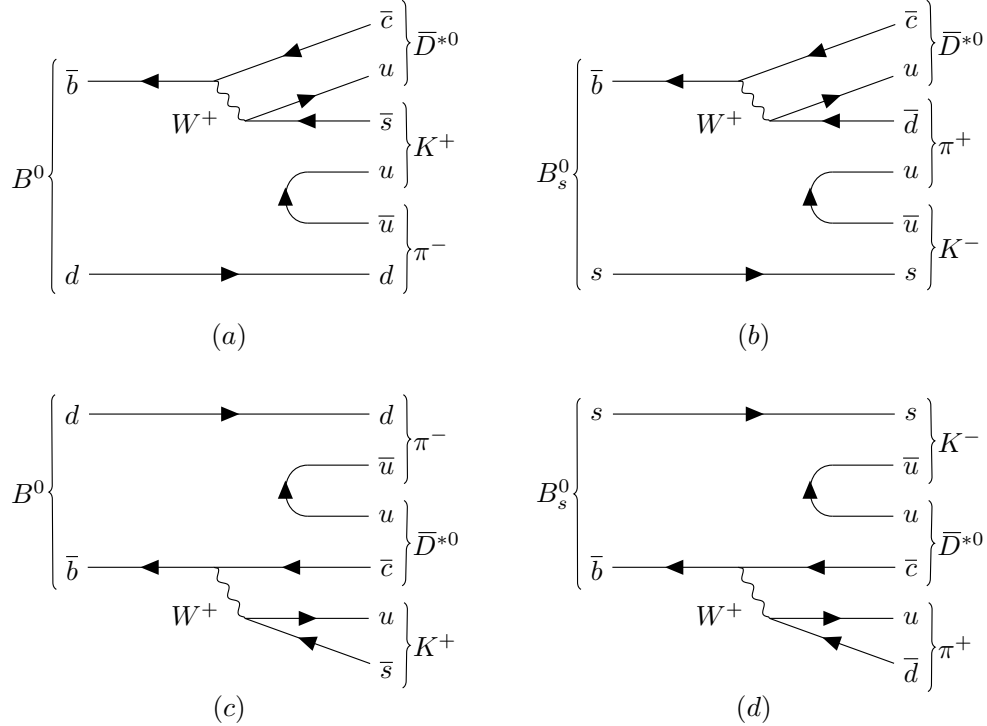 b̅ c̅ D̅*⁰
u
W⁺ s̅ K⁺
B⁰ u
u̅ π⁻
d d
(a)
b̅ c̅ D̅*⁰
u
W⁺ d̅ π⁺
B⁰ₛ u
u̅ K⁻
s s
(b)
d d π⁻
u̅
B⁰ u D̅*⁰
b̅ c̅
W⁺ u K⁺
s̅
(c)
s s K⁻
u̅
B⁰ₛ u D̅*⁰
b̅ c̅
W⁺ u π⁺
d̅
(d)